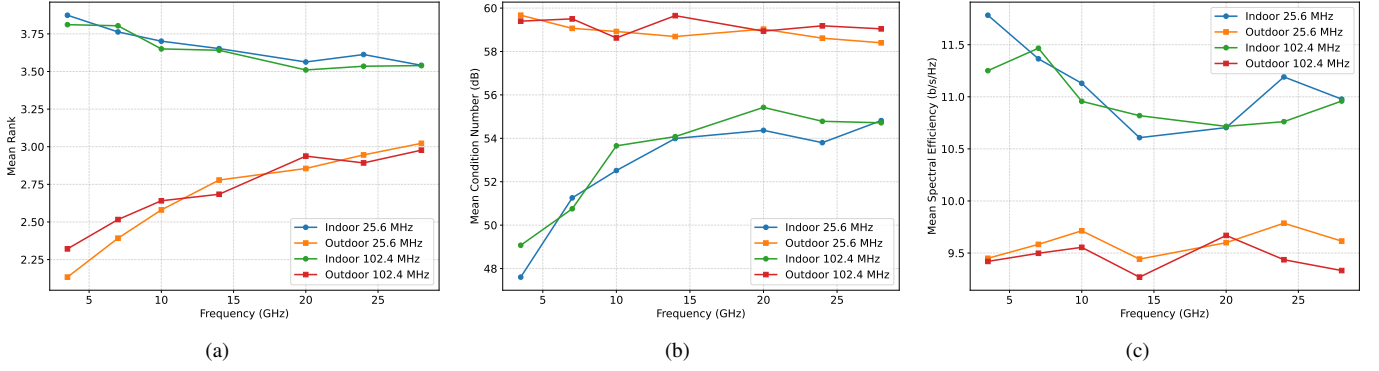 3.75
3.50
3.25
3.00
2.75
2.50
2.25
Mean Rank
5 10 15 20 25
Frequency (GHz)
Indoor 25.6 MHz
Outdoor 25.6 MHz
Indoor 102.4 MHz
Outdoor 102.4 MHz
(a)
60
58
56
54
52
50
48
Mean Condition Number (dB)
5 10 15 20 25
Frequency (GHz)
Indoor 25.6 MHz
Outdoor 25.6 MHz
Indoor 102.4 MHz
Outdoor 102.4 MHz
(b)
11.5
11.0
10.5
10.0
9.5
Mean Spectral Efficiency (b/s/Hz)
5 10 15 20 25
Frequency (GHz)
Indoor 25.6 MHz
Outdoor 25.6 MHz
Indoor 102.4 MHz
Outdoor 102.4 MHz
(c)